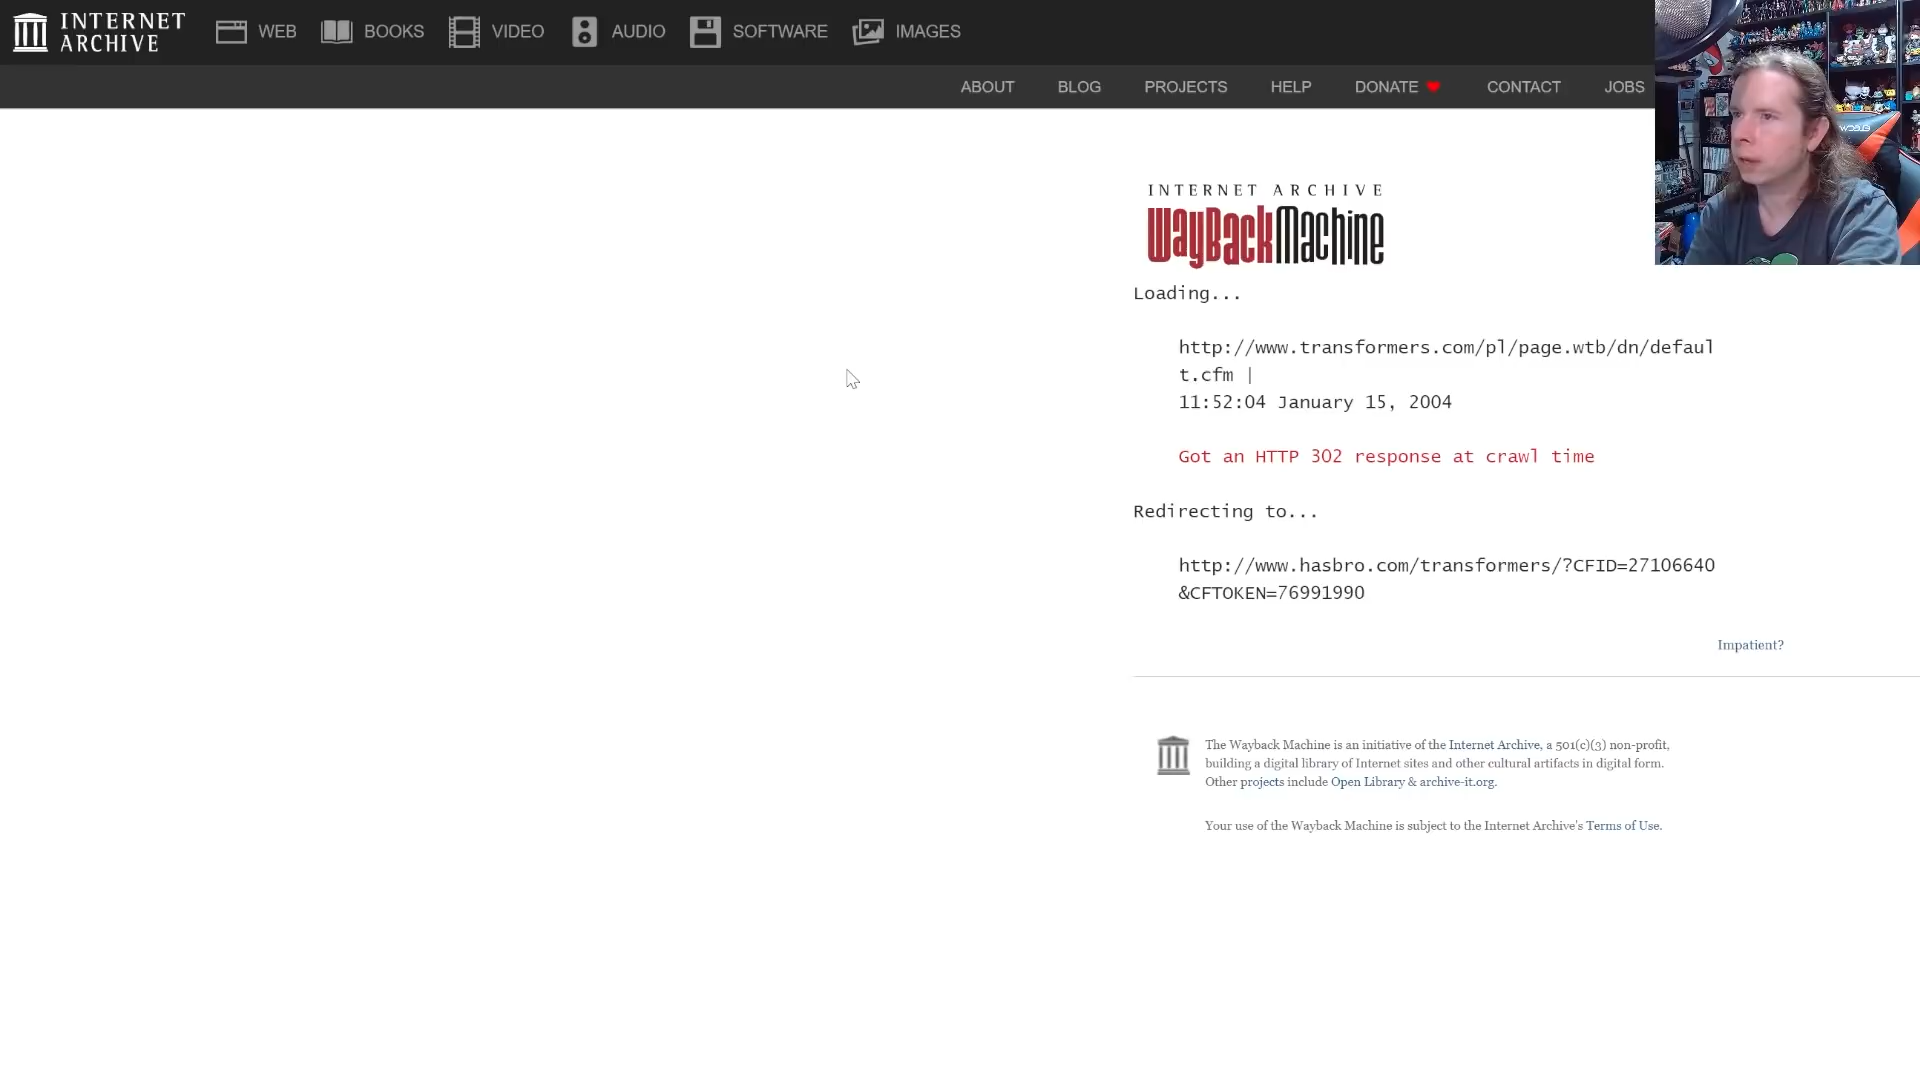 INTERNET ARCHIVE
WEB
BOOKS
VIDEO
AUDIO
SOFTWARE
IMAGES
ABOUT
BLOG
PROJECTS
HELP
DONATE
CONTACT
JOBS
INTERNET ARCHIVE
WayBackMachine
Loading...
http://www.transformers.com/pl/page.wtb/dn/defaul
t.cfm |
11:52:04 January 15, 2004
Got an HTTP 302 response at crawl time
Redirecting to...
http://www.hasbro.com/transformers/?CFID=27106640
&CFTOKEN=76991990
Impatient?
The Wayback Machine is an initiative of the Internet Archive, a 501(c)(3) non-profit,
building a digital library of Internet sites and other cultural artifacts in digital form.
Other projects include Open Library & archive-it.org.
Your use of the Wayback Machine is subject to the Internet Archive's Terms of Use.